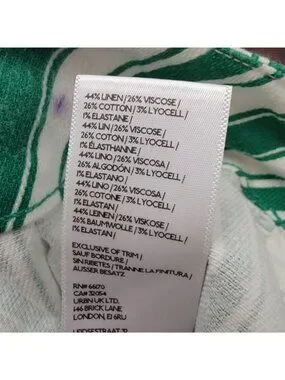 44% LINEN / 26% VISCOSE /
26% COTTON / 3% LYOCELL /
1% ELASTANE /
44% LIN / 26% VISCOSE /
26% COTON / 3% LYOCELL /
1% ÉLASTHANNE /
44% LINO / 26% VISCOSA /
26% ALGODÓN / 3% LYOCELL /
1% ELASTANO /
44% LINO / 26% VISCOSA /
26% COTONE / 3% LYOCELL /
1% ELASTAN /
44% LEINEN / 26% VISKOSE /
26% BAUMWOLLE / 3% LYOCELL /
1% ELASTAN /
EXCLUSIVE OF TRIM /
SAUF BORDURE /
SIN RIBETES / TRANNE LA FINITURA /
AUSSER BESATZ
RN# 66170
CA# 32054
URBN UK LTD,
146 BRICK LANE
LONDON, E1 6RU